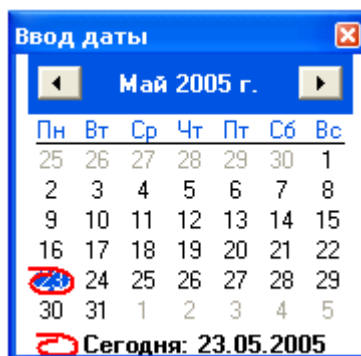 Ввод даты
Май 2005 г.
Пн Вт Ср Чт Пт Сб Вс
25 26 27 28 29 30 1
2 3 4 5 6 7 8
9 10 11 12 13 14 15
16 17 18 19 20 21 22
23 24 25 26 27 28 29
30 31 1 2 3 4 5
Сегодня: 23.05.2005